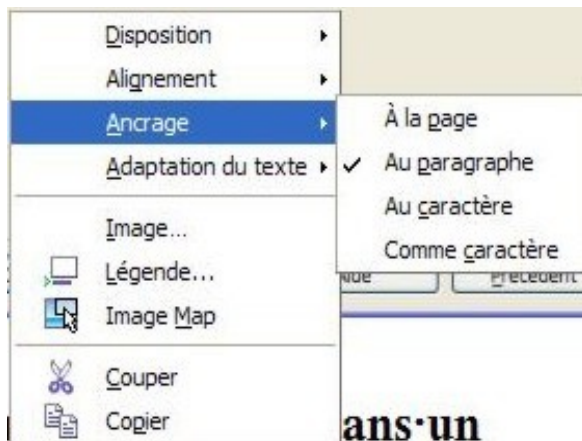 Disposition
Alignement
Ancrage
À la page
Adaptation du texte
Au paragraphe
Au caractère
Image...
Comme caractère
Légende...
Précédent
Image Map
Couper
Copier
ans·un